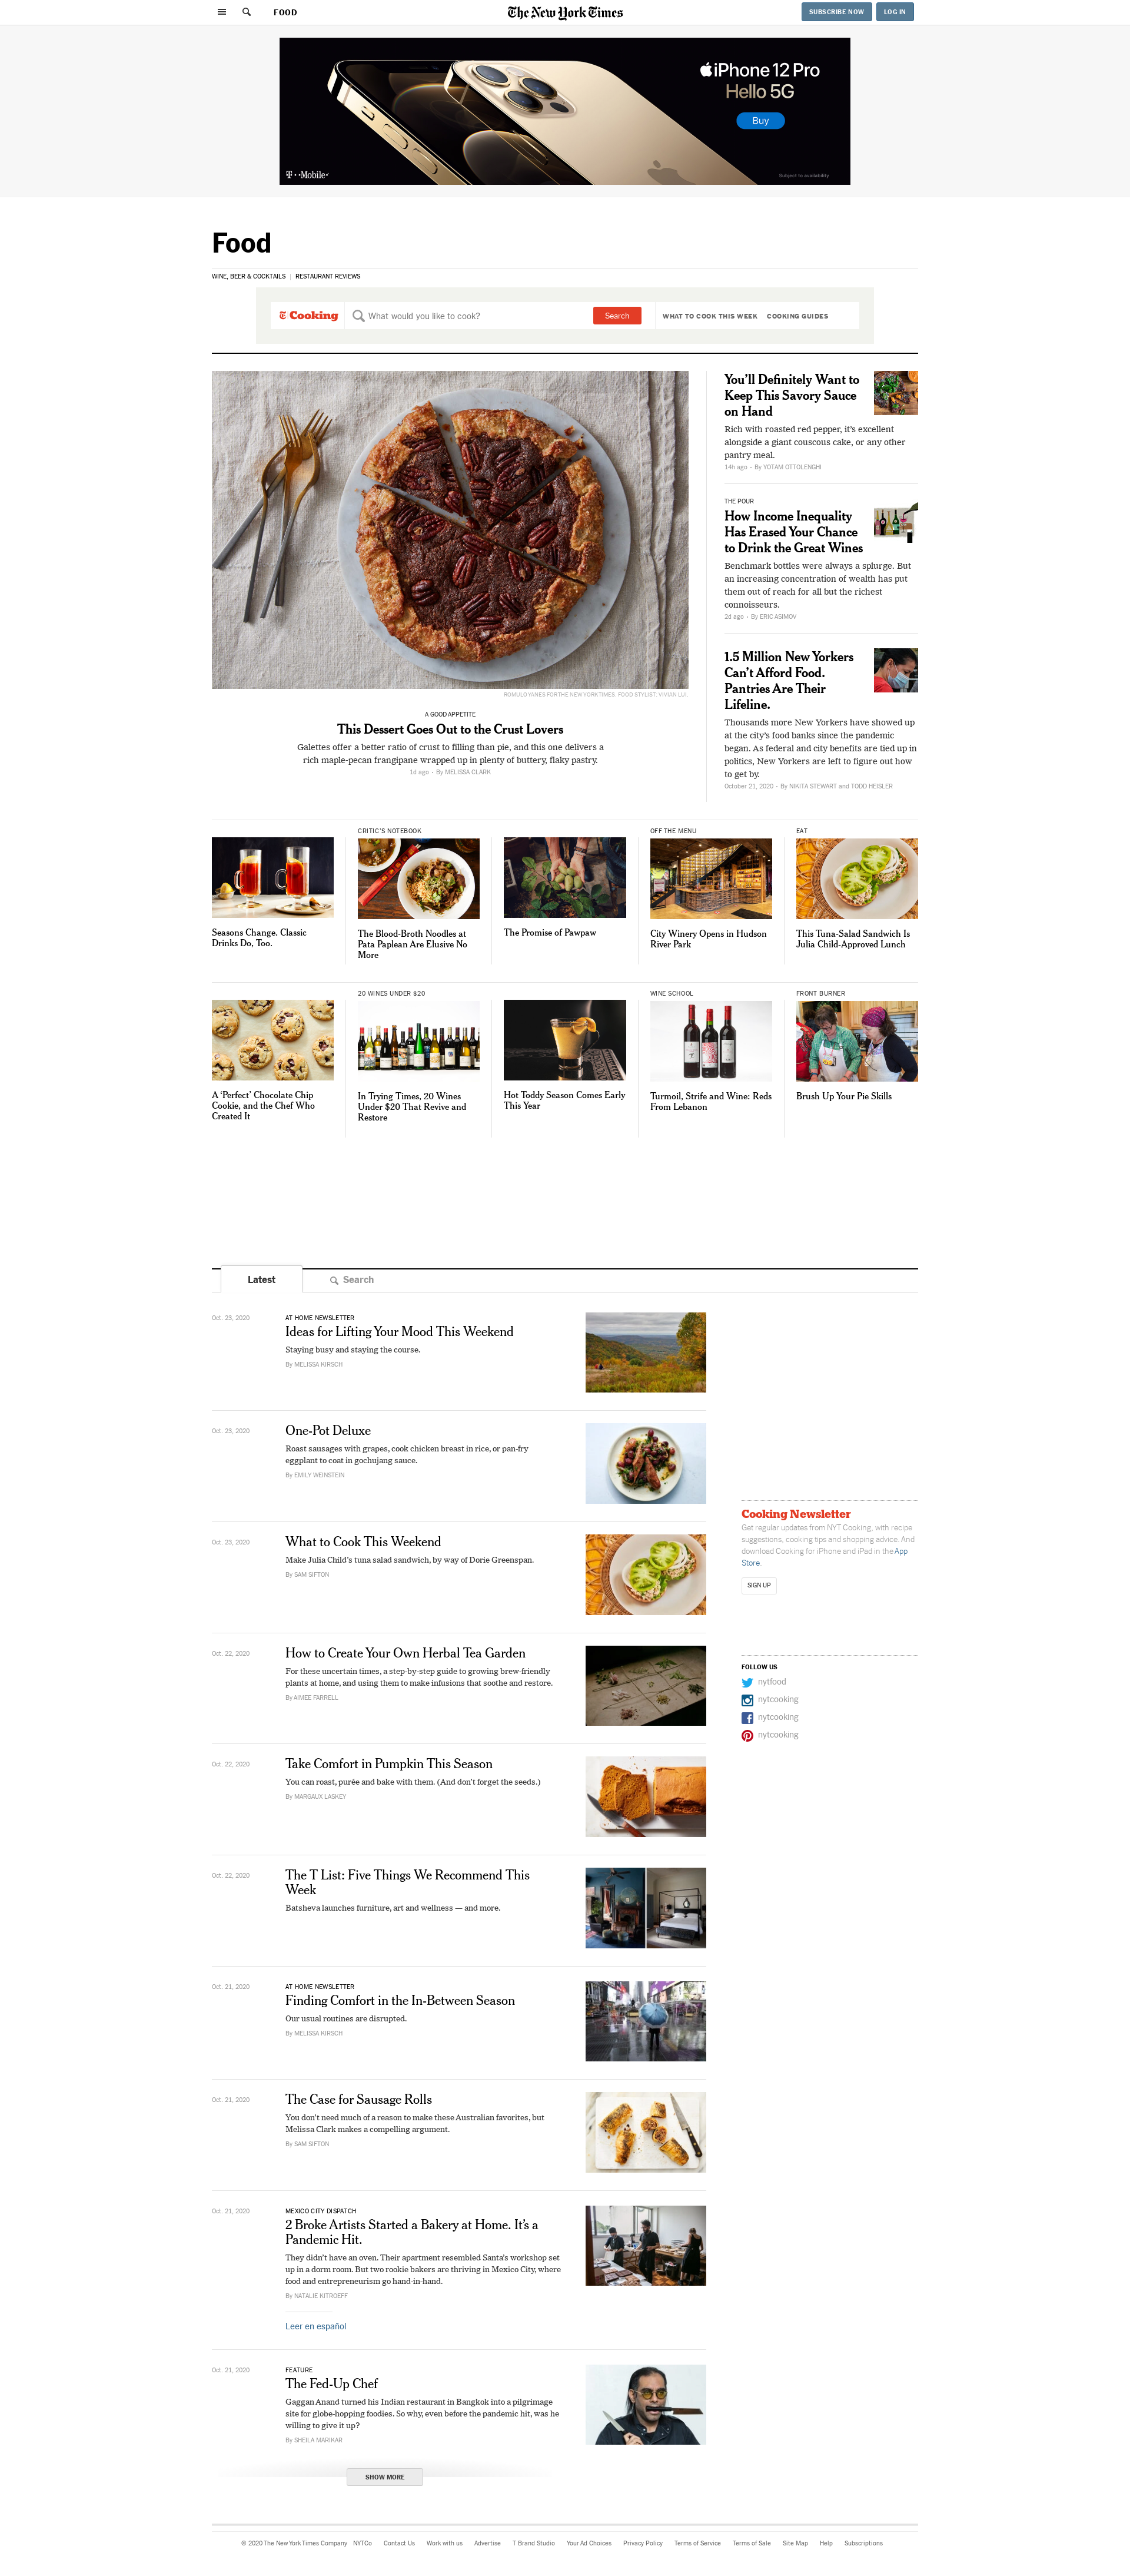 FOOD
The New York Times
SUBSCRIBE NOW
LOG IN
iPhone 12 Pro
Hello 5G
Buy
T Mobile
Subject to availability
Food
WINE, BEER & COCKTAILS
RESTAURANT REVIEWS
Cooking
What would you like to cook?
Search
WHAT TO COOK THIS WEEK
COOKING GUIDES
ROMULO YANES FOR THE NEW YORK TIMES. FOOD STYLIST: VIVIAN LUI.
A GOOD APPETITE
This Dessert Goes Out to the Crust Lovers
Galettes offer a better ratio of crust to filling than pie, and this one delivers a
rich maple-pecan frangipane wrapped up in plenty of buttery, flaky pastry.
1d ago • By MELISSA CLARK
You'll Definitely Want to
Keep This Savory Sauce
on Hand
Rich with roasted red pepper, it's excellent
alongside a giant couscous cake, or any other
pantry meal.
14h ago • By YOTAM OTTOLENGHI
THE POUR
How Income Inequality
Has Erased Your Chance
to Drink the Great Wines
Benchmark bottles were always a splurge. But
an increasing concentration of wealth has put
them out of reach for all but the richest
connoisseurs.
2d ago • By ERIC ASIMOV
1.5 Million New Yorkers
Can't Afford Food.
Pantries Are Their
Lifeline.
Thousands more New Yorkers have showed up
at the city's food banks since the pandemic
began. As federal and city benefits are tied up in
politics, New Yorkers are left to figure out how
to get by.
October 21, 2020 • By NIKITA STEWART and TODD HEISLER
Seasons Change. Classic
Drinks Do, Too.
CRITIC'S NOTEBOOK
The Blood-Broth Noodles at
Pata Paplean Are Elusive No
More
The Promise of Pawpaw
OFF THE MENU
City Winery Opens in Hudson
River Park
EAT
This Tuna-Salad Sandwich Is
Julia Child-Approved Lunch
A 'Perfect' Chocolate Chip
Cookie, and the Chef Who
Created It
20 WINES UNDER $20
In Trying Times, 20 Wines
Under $20 That Revive and
Restore
Hot Toddy Season Comes Early
This Year
WINE SCHOOL
Turmoil, Strife and Wine: Reds
From Lebanon
FRONT BURNER
Brush Up Your Pie Skills
Latest
Search
Oct. 23, 2020
AT HOME NEWSLETTER
Ideas for Lifting Your Mood This Weekend
Staying busy and staying the course.
By MELISSA KIRSCH
Oct. 23, 2020
One-Pot Deluxe
Roast sausages with grapes, cook chicken breast in rice, or pan-fry
eggplant to coat in gochujang sauce.
By EMILY WEINSTEIN
Oct. 23, 2020
What to Cook This Weekend
Make Julia Child's tuna salad sandwich, by way of Dorie Greenspan.
By SAM SIFTON
Oct. 22, 2020
How to Create Your Own Herbal Tea Garden
For these uncertain times, a step-by-step guide to growing brew-friendly
plants at home, and using them to make infusions that soothe and restore.
By AIMEE FARRELL
Oct. 22, 2020
Take Comfort in Pumpkin This Season
You can roast, purée and bake with them. (And don't forget the seeds.)
By MARGAUX LASKEY
Oct. 22, 2020
The T List: Five Things We Recommend This
Week
Batsheva launches furniture, art and wellness — and more.
Oct. 21, 2020
AT HOME NEWSLETTER
Finding Comfort in the In-Between Season
Our usual routines are disrupted.
By MELISSA KIRSCH
Oct. 21, 2020
The Case for Sausage Rolls
You don't need much of a reason to make these Australian favorites, but
Melissa Clark makes a compelling argument.
By SAM SIFTON
Oct. 21, 2020
MEXICO CITY DISPATCH
2 Broke Artists Started a Bakery at Home. It's a
Pandemic Hit.
They didn't have an oven. Their apartment resembled Santa's workshop set
up in a dorm room. But two rookie bakers are thriving in Mexico City, where
food and entrepreneurism go hand-in-hand.
By NATALIE KITROEFF
Leer en español
Oct. 21, 2020
FEATURE
The Fed-Up Chef
Gaggan Anand turned his Indian restaurant in Bangkok into a pilgrimage
site for globe-hopping foodies. So why, even before the pandemic hit, was he
willing to give it up?
By SHEILA MARIKAR
SHOW MORE
Cooking Newsletter
Get regular updates from NYT Cooking, with recipe
suggestions, cooking tips and shopping advice. And
download Cooking for iPhone and iPad in the App
Store.
SIGN UP
FOLLOW US
nytfood
nytcooking
nytcooking
nytcooking
© 2020 The New York Times Company
NYTCo
Contact Us
Work with us
Advertise
T Brand Studio
Your Ad Choices
Privacy Policy
Terms of Service
Terms of Sale
Site Map
Help
Subscriptions